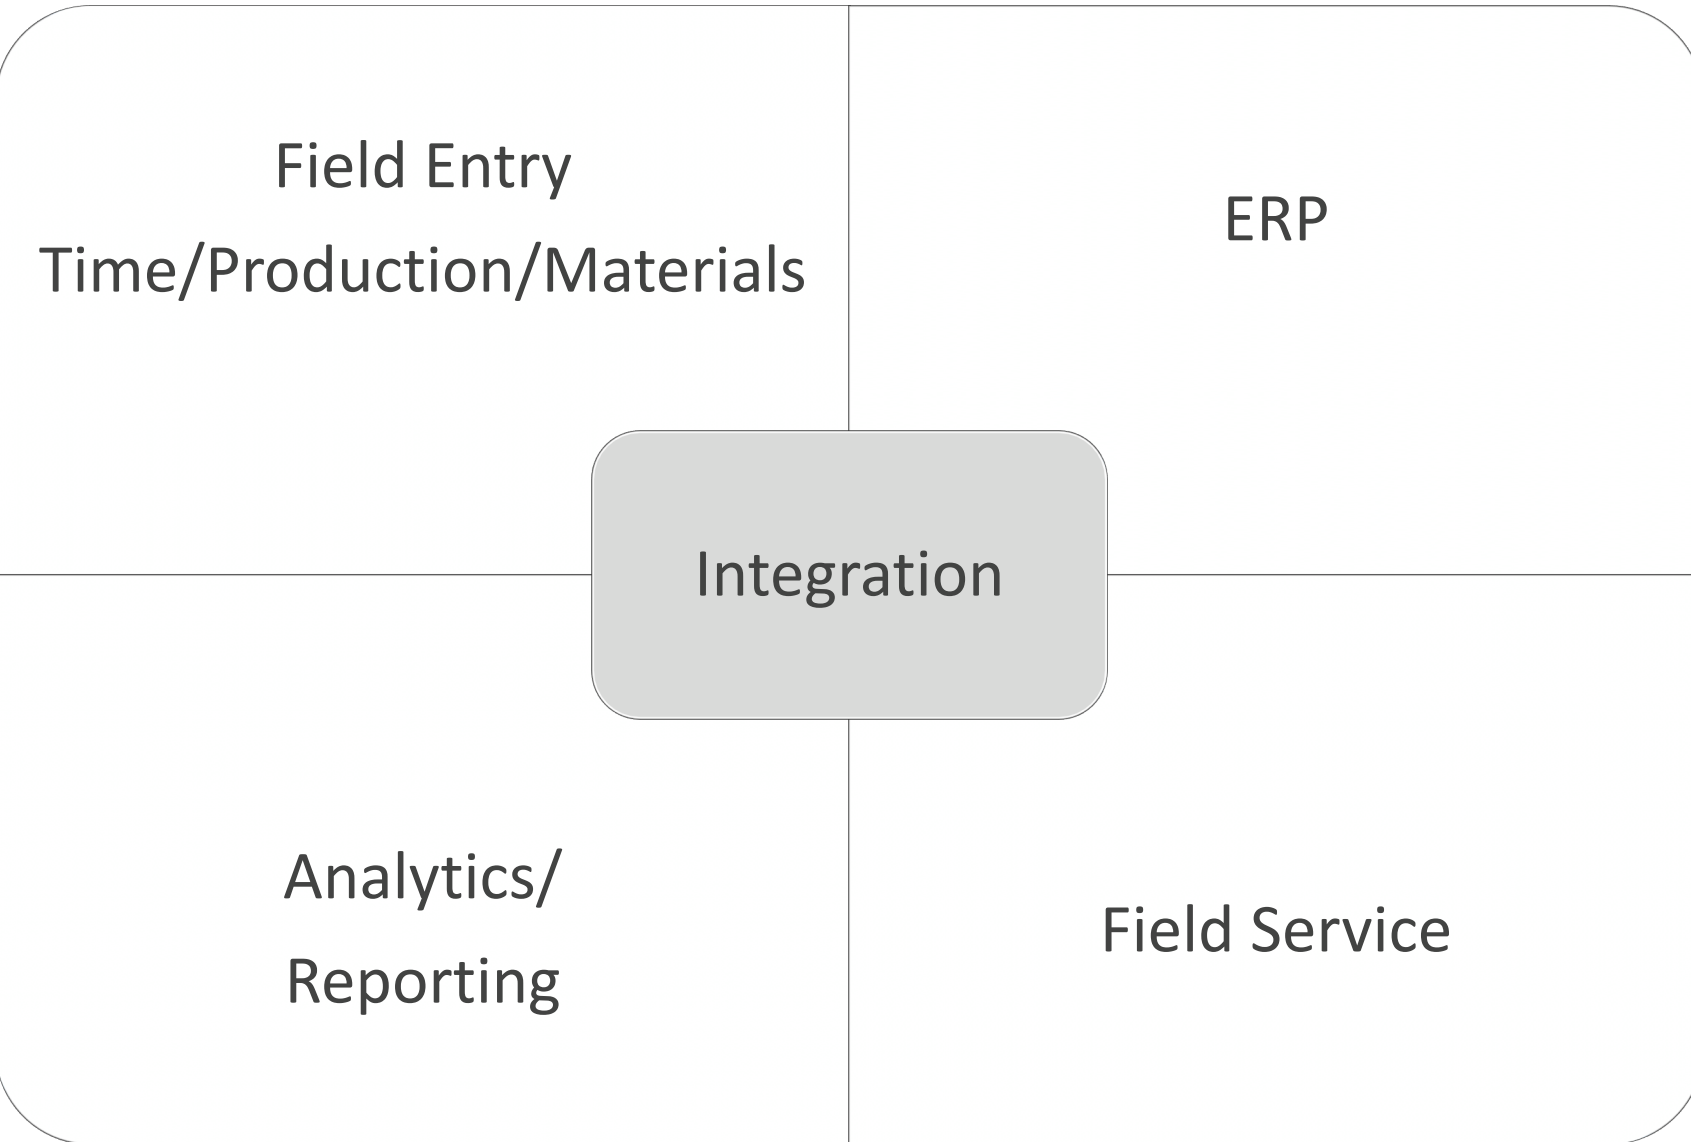 Field Entry
Time/Production/Materials
ERP
Integration
Analytics/
Reporting
Field Service